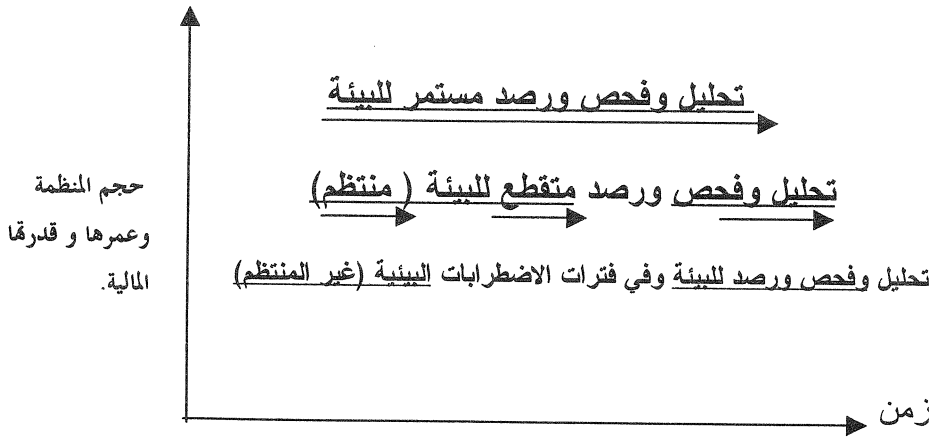 تحليل وفحص ورصد مستمر للبيئة
تحليل وفحص ورصد متقطع للبيئة ( منتظم)
تحليل وفحص ورصد للبيئة وفي فترات الاضطرابات البيئية (غير المنتظم)
حجم المنظمة
وعمرها و قدرتها
المالية.
زمن